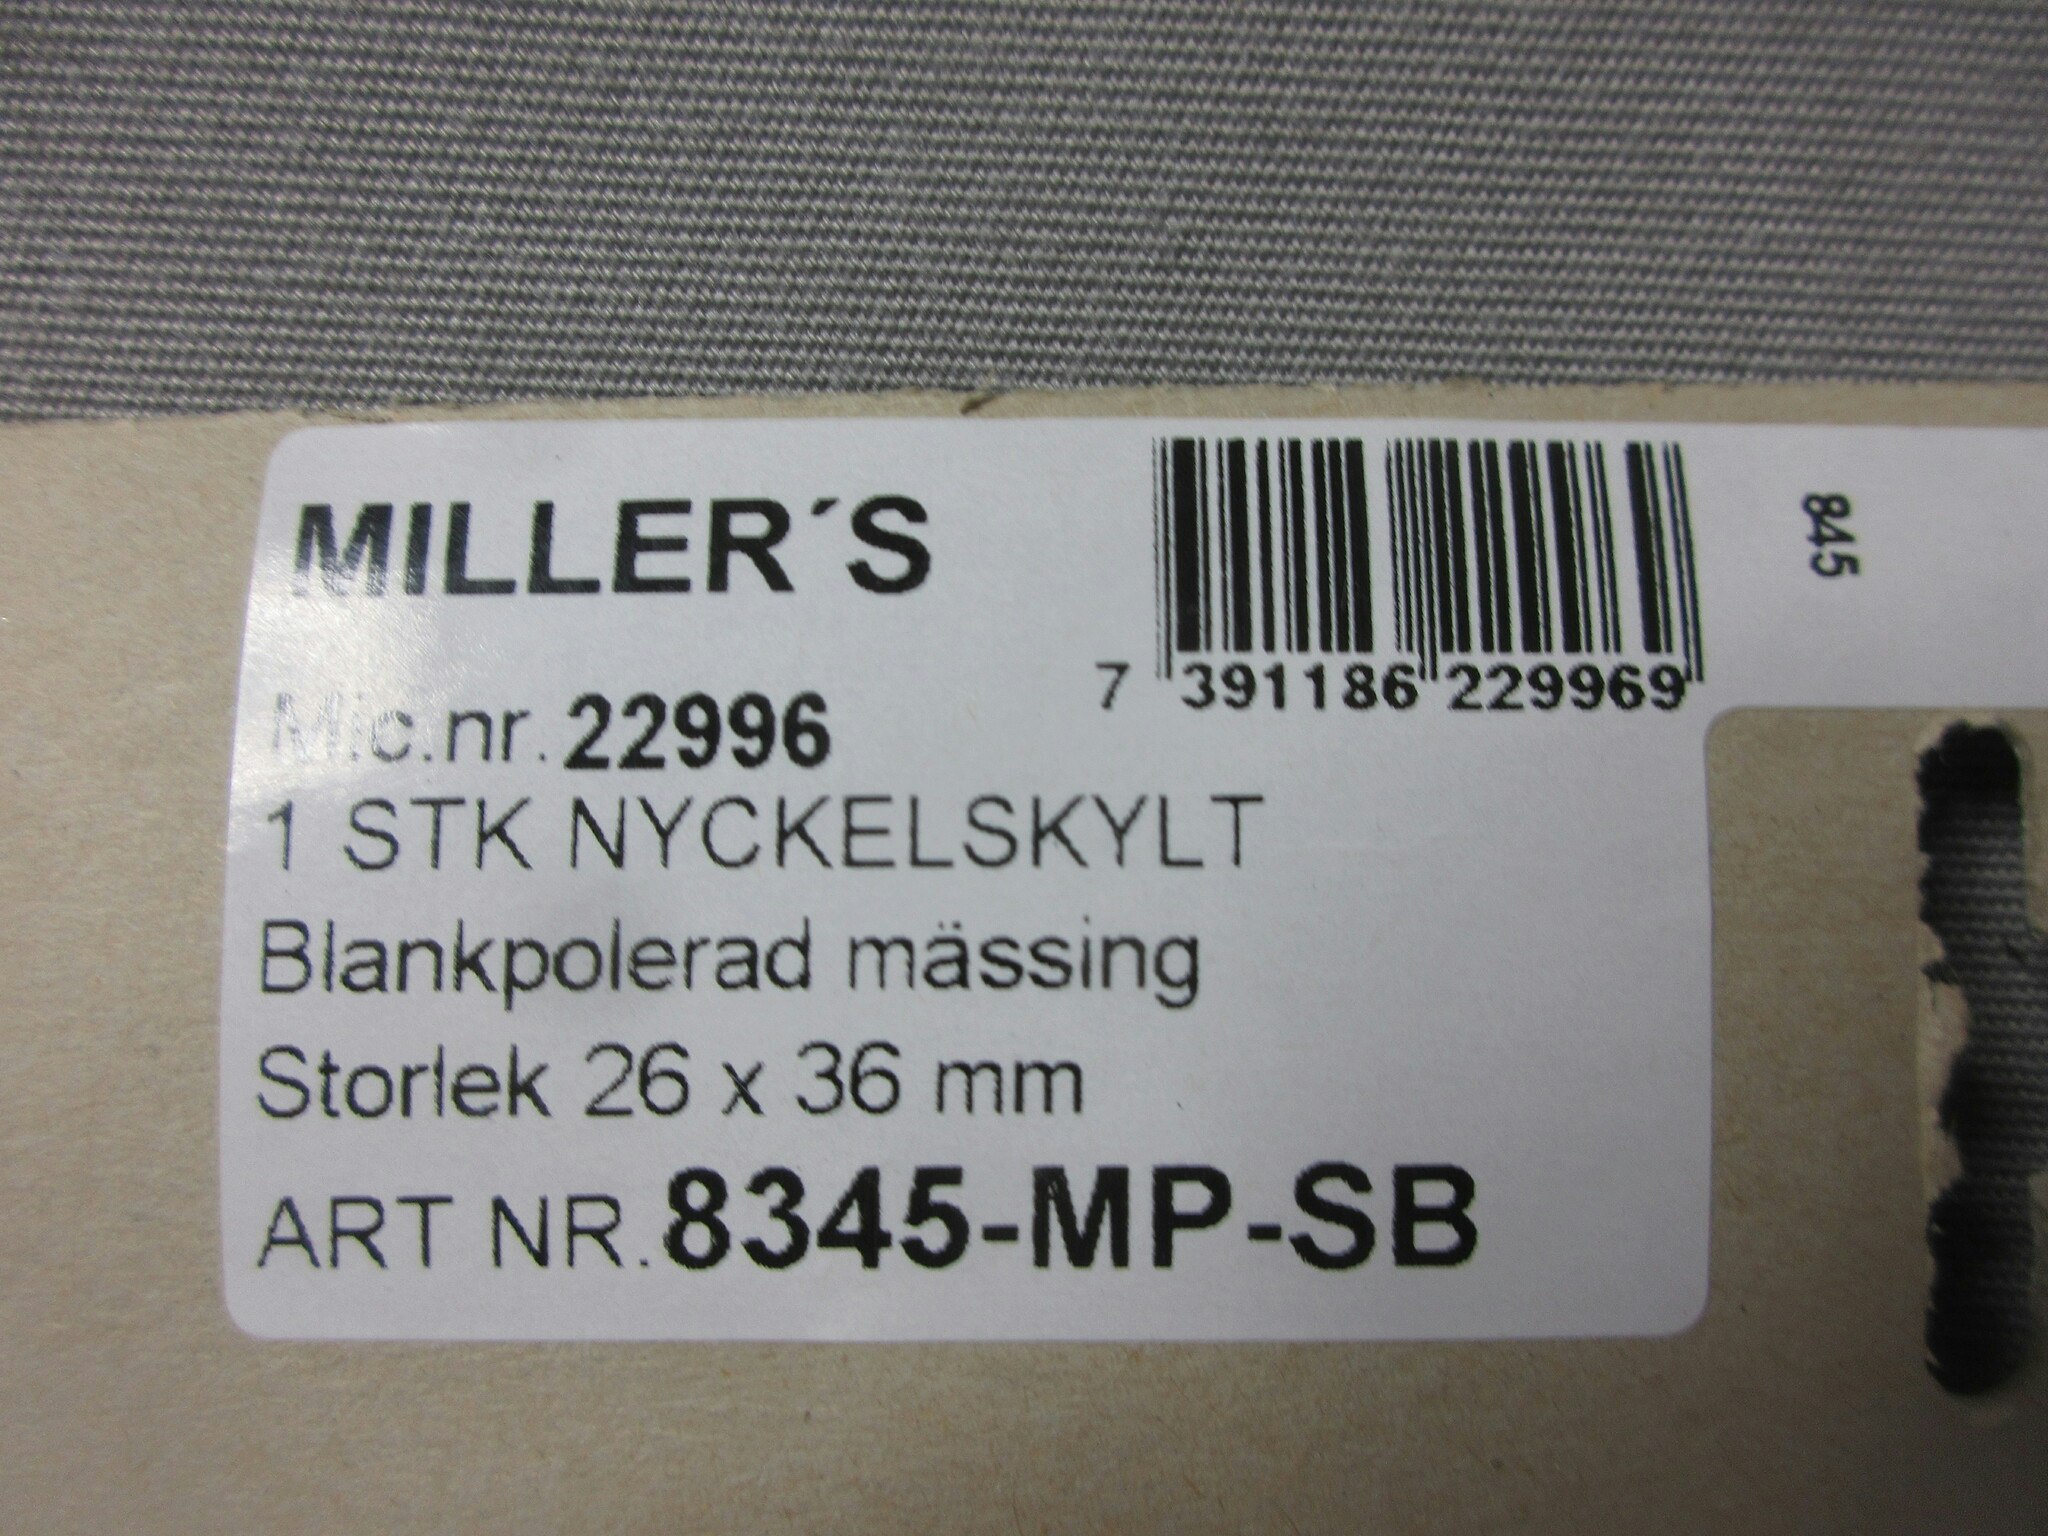 MILLER´S
7 391186 229969
845
Mic.nr. 22996
1 STK NYCKELSKYLT
Blankpolerad mässing
Storlek 26 x 36 mm
ART NR. 8345-MP-SB